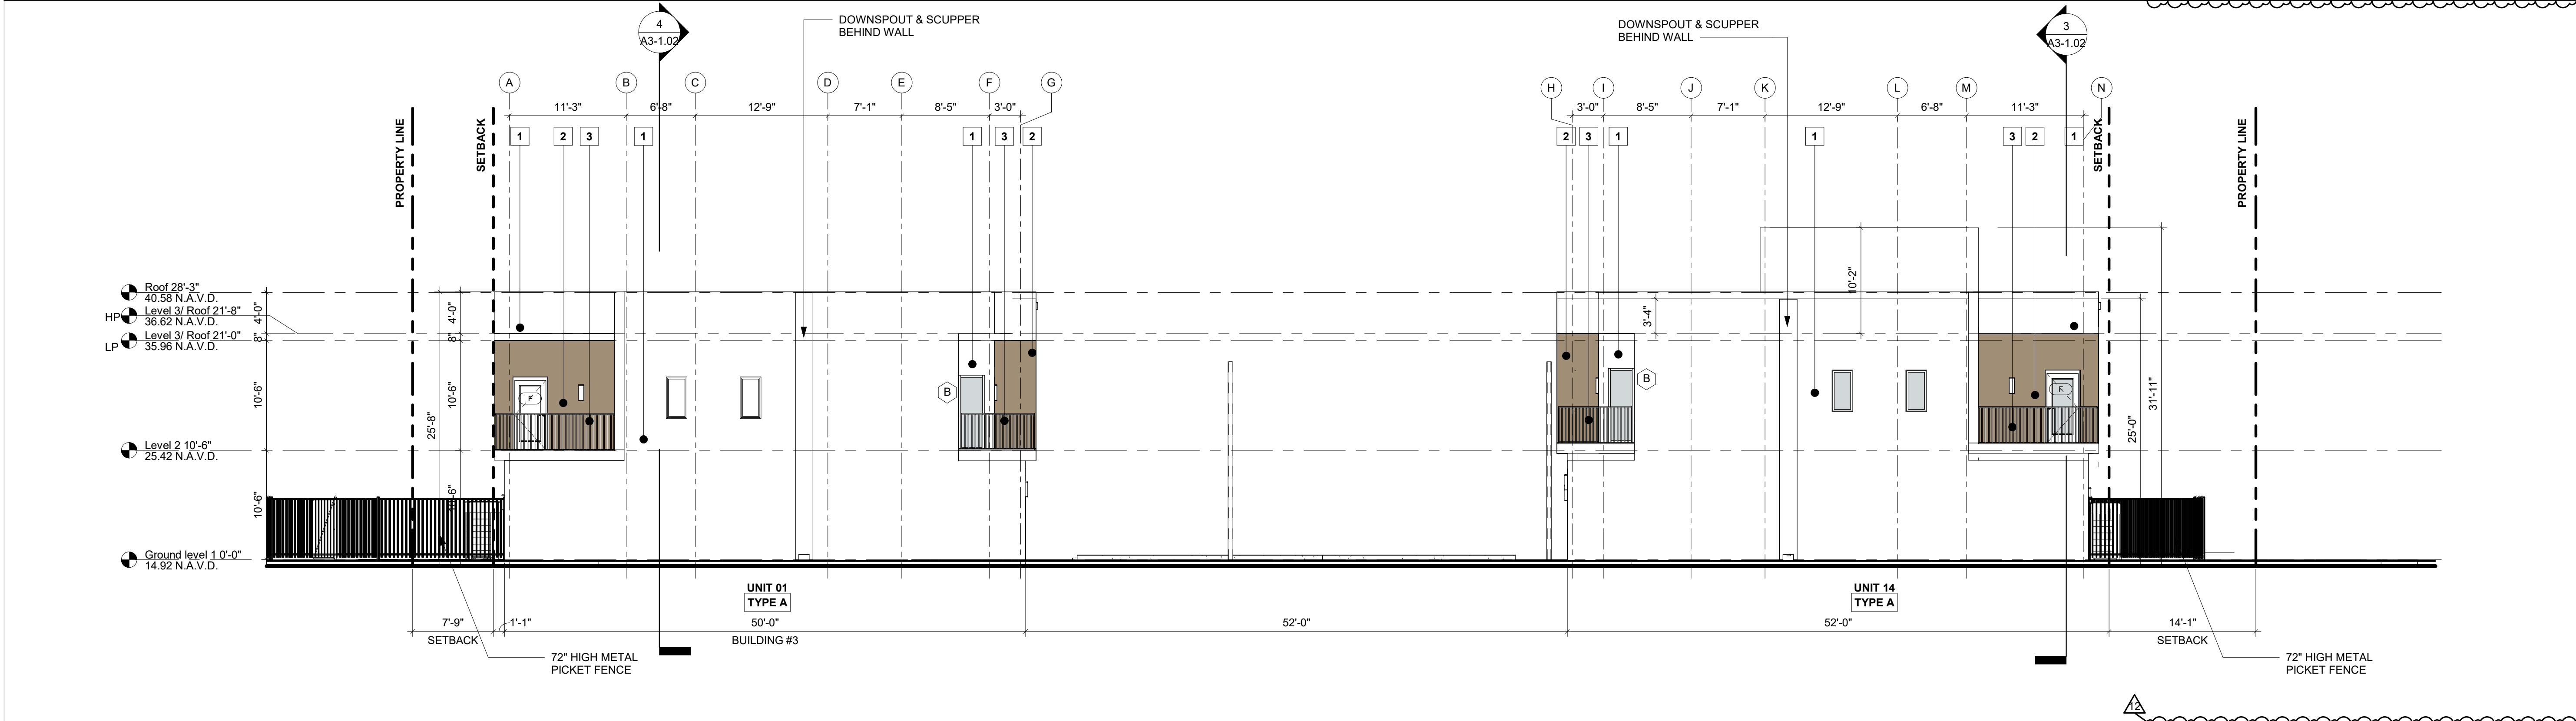 4
A3-1.02
DOWNSPOUT & SCUPPER
BEHIND WALL
DOWNSPOUT & SCUPPER
BEHIND WALL
3
A3-1.02
A B C D E F G
H I J K L M N
11'-3" 6'-8" 12'-9" 7'-1" 8'-5" 3'-0"
3'-0" 8'-5" 7'-1" 12'-9" 6'-8" 11'-3"
1 2 3 1 1 3 2
2 3 1 1 3 2 1
PROPERTY LINE
SETBACK
SETBACK
PROPERTY LINE
Roof 28'-3"
40.58 N.A.V.D.
HP
Level 3/ Roof 21'-8"
36.62 N.A.V.D.
LP
Level 3/ Roof 21'-0"
35.96 N.A.V.D.
Level 2 10'-6"
25.42 N.A.V.D.
Ground level 1 0'-0"
14.92 N.A.V.D.
4'-0"
8"
10'-6"
10'-6"
25'-8"
4'-0"
8"
10'-6"
10'-6"
F
B
B
F
3'-4"
10'-2"
25'-0"
31'-11"
UNIT 01
TYPE A
UNIT 14
TYPE A
7'-9" 1'-1" 50'-0" 52'-0" 52'-0" 14'-1"
SETBACK BUILDING #3 SETBACK
72" HIGH METAL
PICKET FENCE
72" HIGH METAL
PICKET FENCE
12